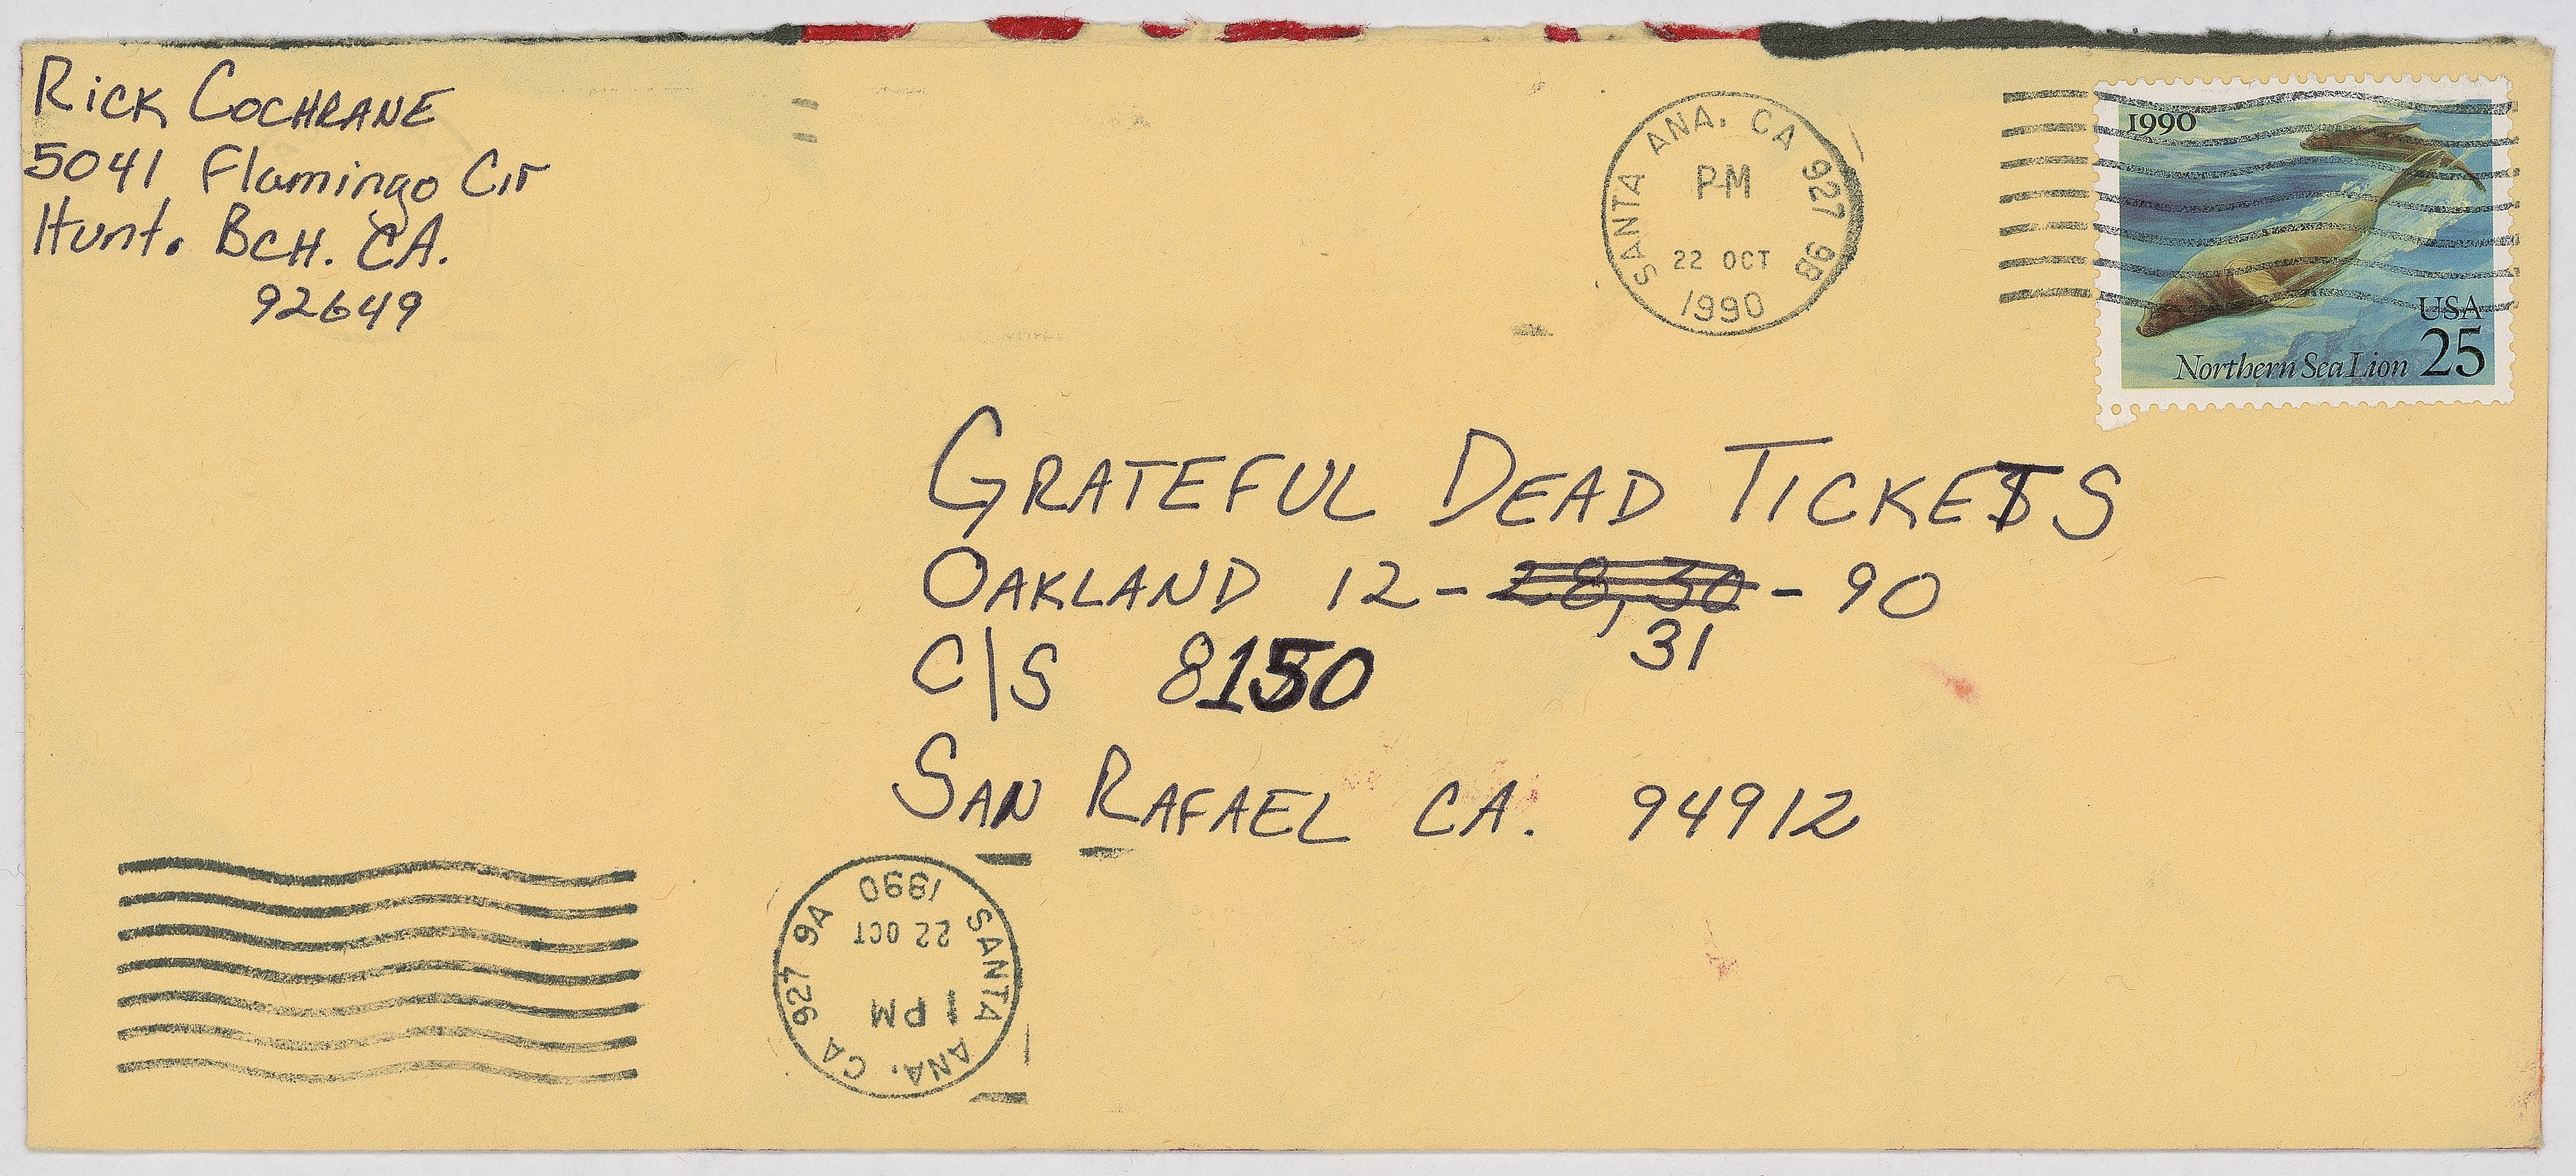 Rick Cochrane
5041 Flamingo Cir
Hunt. Bch. CA.
92649
SANTA ANA, CA 927 9B
PM
22 OCT
1990
1990
USA
25
Northern Sea Lion
GRATEFUL DEAD TICKETS
OAKLAND 12-28,30-90
31
C/S 8150
SAN RAFAEL CA. 94912
SANTA ANA, CA 927 9A
1 PM
22 OCT
1990